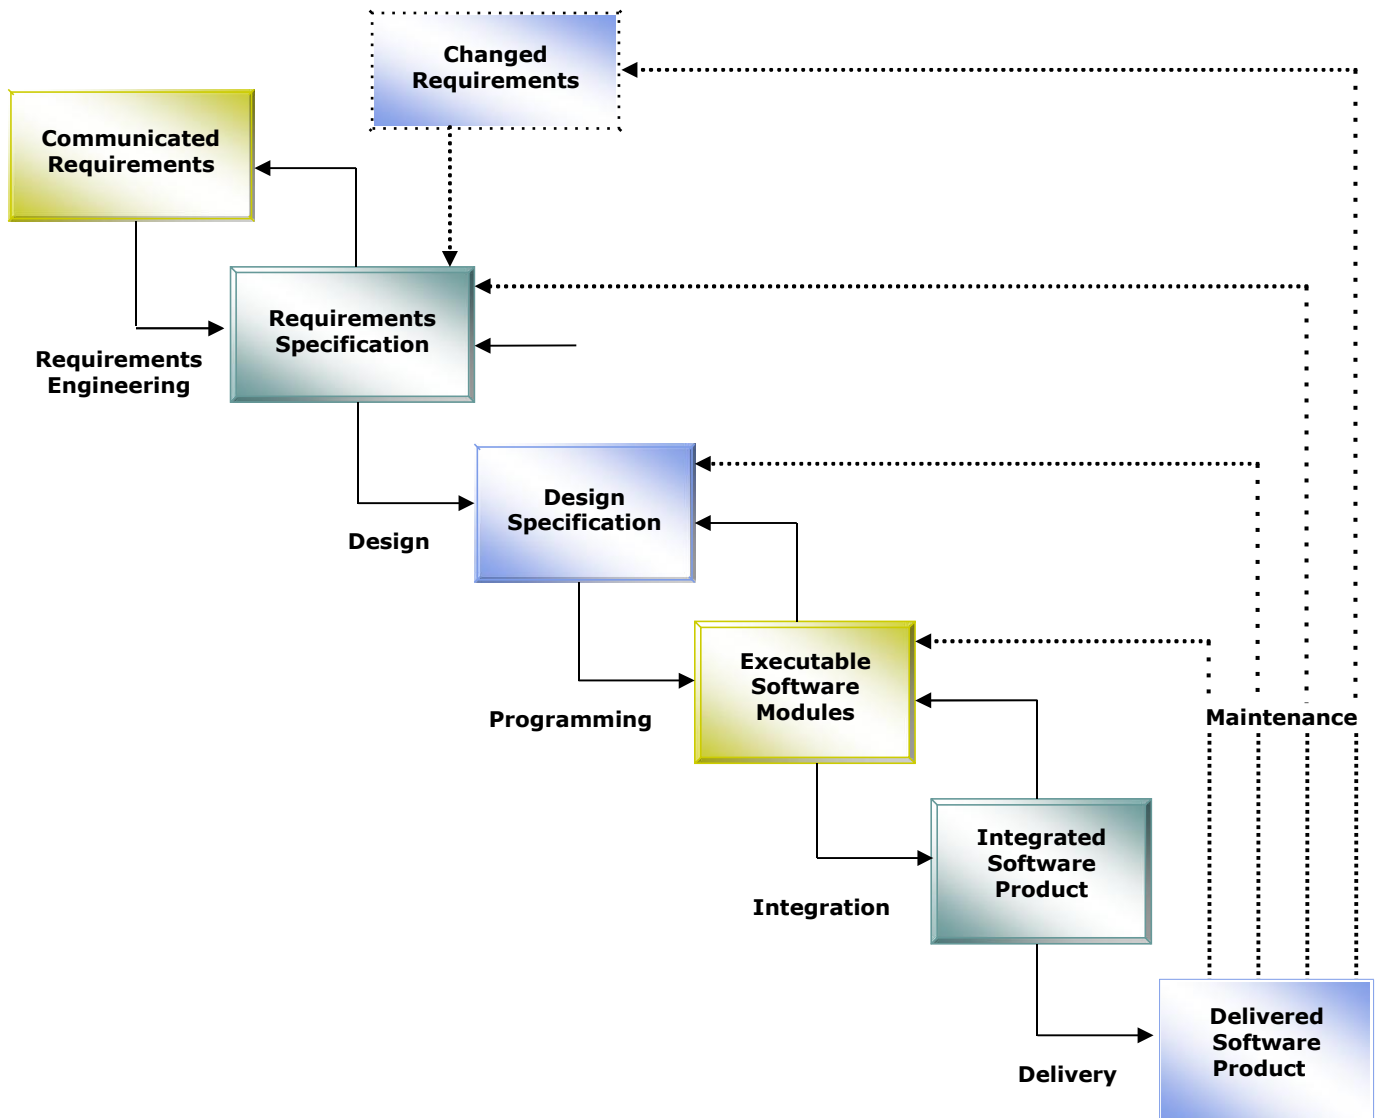 Changed
Requirements
Communicated
Requirements
Requirements
Specification
Requirements
Engineering
Design
Specification
Design
Executable
Software
Modules
Programming
Maintenance
Integrated
Software
Product
Integration
Delivered
Software
Product
Delivery